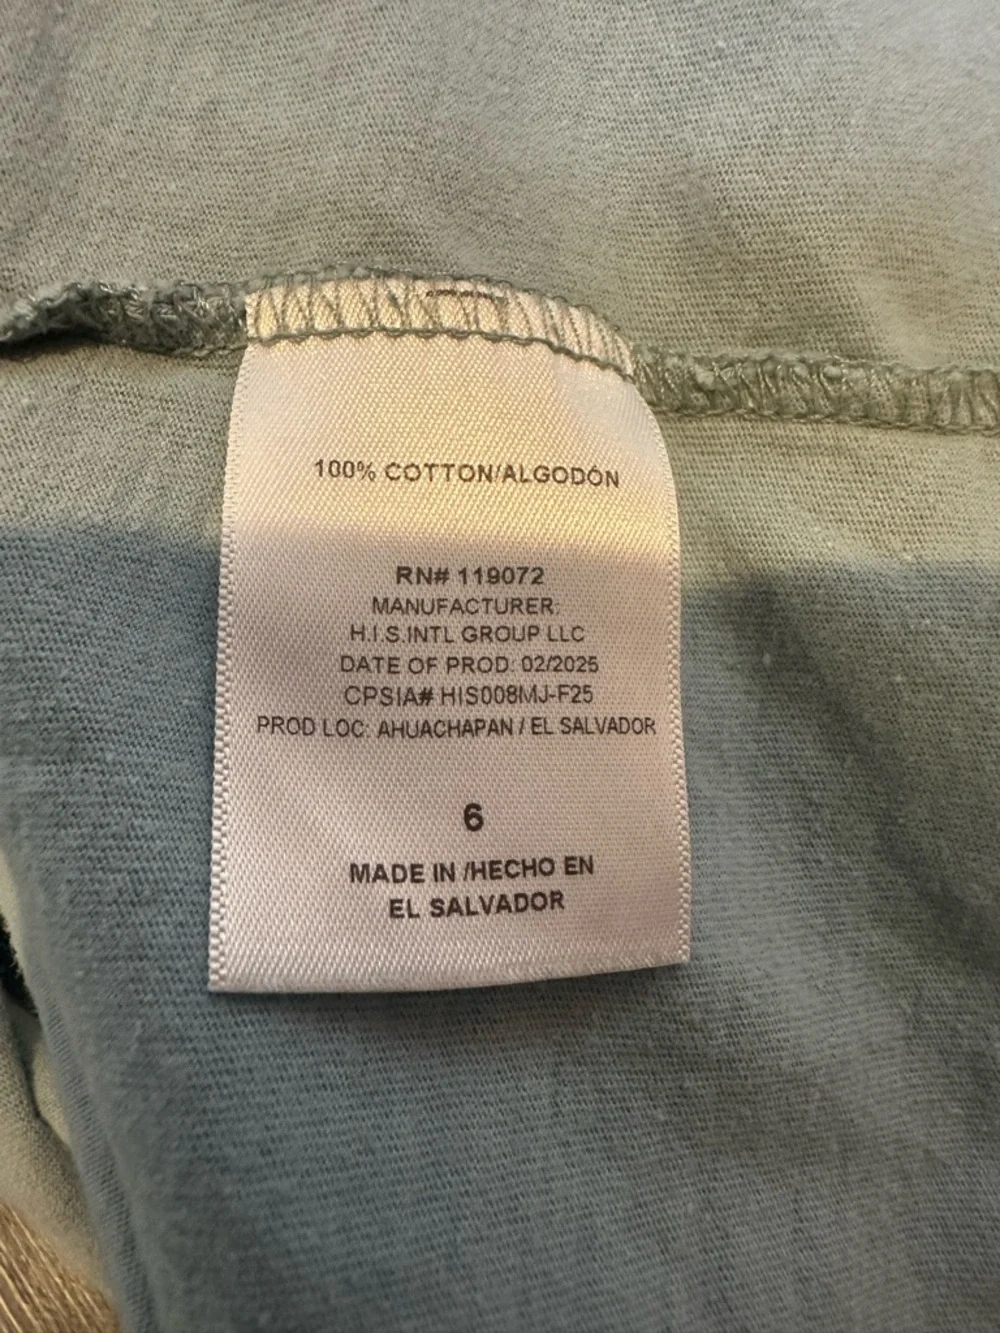 100% COTTON/ALGODÓN
RN# 119072
MANUFACTURER:
H.I.S.INTL GROUP LLC
DATE OF PROD: 02/2025
CPSIA# HIS008MJ-F25
PROD LOC: AHUACHAPAN / EL SALVADOR
6
MADE IN /HECHO EN
EL SALVADOR